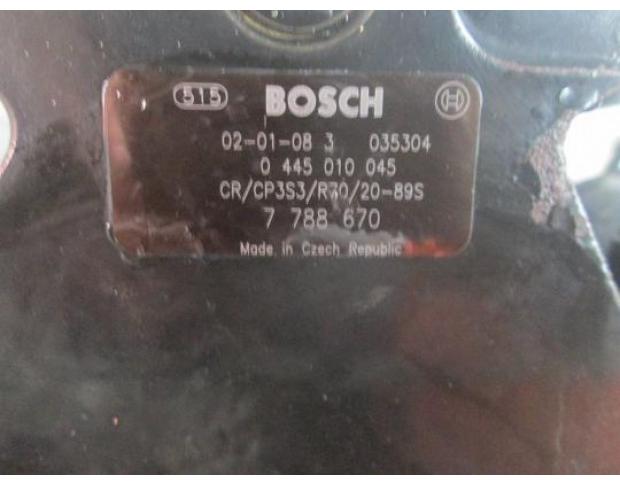 515 BOSCH
02-01-08 3 035304
0 445 010 045
CR/CP3S3/R70/20-89S
7 788 670
Made in Czech Republic